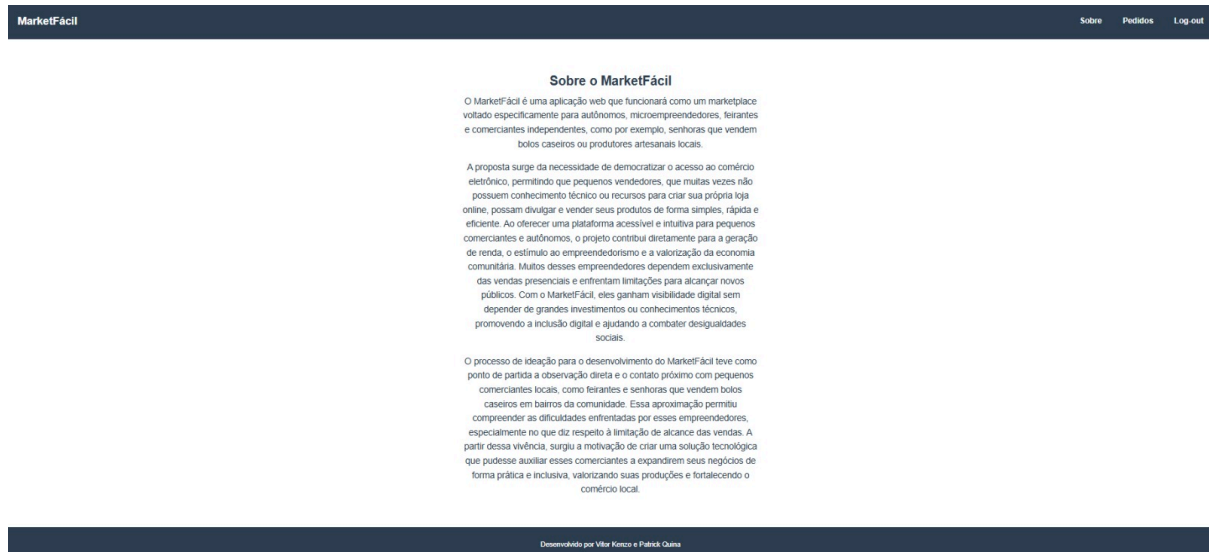 MarketFácil
Sobre Pedidos Log-out
Sobre o MarketFácil
O MarketFácil é uma aplicação web que funcionará como um marketplace
voltado especificamente para autônomos, microempreendedores, feirantes
e comerciantes independentes, como por exemplo, senhoras que vendem
bolos caseiros ou produtores artesanais locais.
A proposta surge da necessidade de democratizar o acesso ao comércio
eletrônico, permitindo que pequenos vendedores, que muitas vezes não
possuem conhecimento técnico ou recursos para criar sua própria loja
online, possam divulgar e vender seus produtos de forma simples, rápida e
eficiente. Ao oferecer uma plataforma acessível e intuitiva para pequenos
comerciantes e autônomos, o projeto contribui diretamente para a geração
de renda, o estímulo ao empreendedorismo e a valorização da economia
comunitária. Muitos desses empreendedores dependem exclusivamente
das vendas presenciais e enfrentam limitações para alcançar novos
públicos. Com o MarketFácil, eles ganham visibilidade digital sem
depender de grandes investimentos ou conhecimentos técnicos,
promovendo a inclusão digital e ajudando a combater desigualdades
sociais.
O processo de ideação para o desenvolvimento do MarketFácil teve como
ponto de partida a observação direta e o contato próximo com pequenos
comerciantes locais, como feirantes e senhoras que vendem bolos
caseiros em bairros da comunidade. Essa aproximação permitiu
compreender as dificuldades enfrentadas por esses empreendedores,
especialmente no que diz respeito à limitação de alcance das vendas. A
partir dessa vivência, surgiu a motivação de criar uma solução tecnológica
que pudesse auxiliar esses comerciantes a expandirem seus negócios de
forma prática e inclusiva, valorizando suas produções e fortalecendo o
comércio local.
Desenvolvido por Vitor Kenzo e Patrick Quina